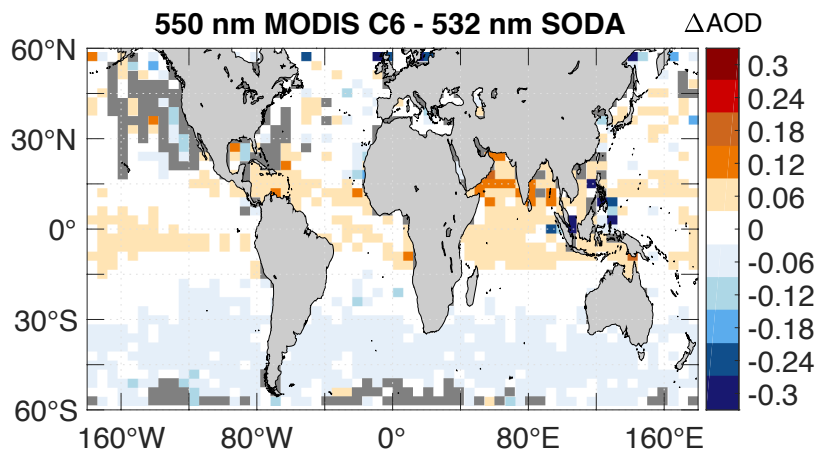 550 nm MODIS C6 - 532 nm SODA
ΔAOD
60°N
30°N
0°
30°S
60°S
160°W 80°W 0° 80°E 160°E
0.3
0.24
0.18
0.12
0.06
0
-0.06
-0.12
-0.18
-0.24
-0.3